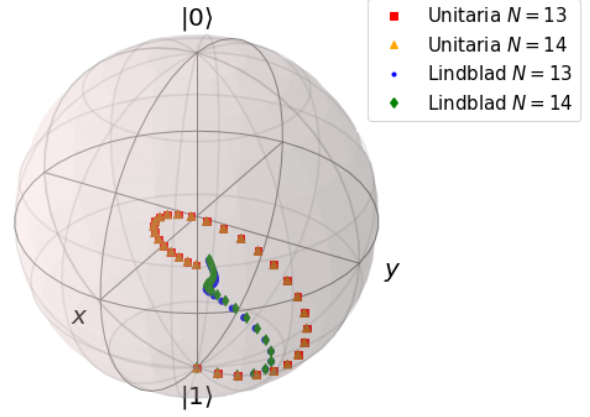 |0⟩
Unitaria N = 13
Unitaria N = 14
Lindblad N = 13
Lindblad N = 14
y
x
|1⟩